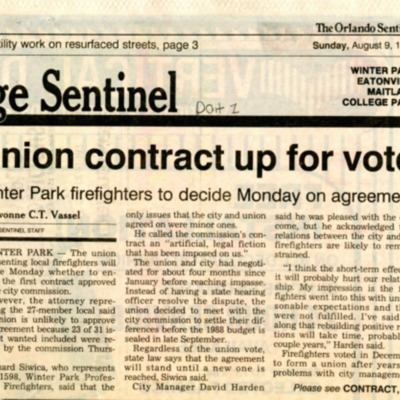 The Orlando Senti
ility work on resurfaced streets, page 3
Sunday, August 9, 1
ge Sentinel
WINTER PA
EATONVI
MAITLA
COLLEGE PA
nion contract up for vote
nter Park firefighters to decide Monday on agreeme
vonne C.T. Vassel
SENTINEL STAFF
NTER PARK — The union
senting local firefighters will
e Monday whether to en-
the first contract approved
e city commission.
wever, the attorney repre-
ng the 27-member local said
nion is unlikely to approve
greement because 23 of 31 is-
t wanted included were re-
by the commission Thurs-
ard Siwica, who represents
1598, Winter Park Profes-
Firefighters, said that the
only issues that the city and union
agreed on were minor ones.
He called the commission's con-
tract an "artificial, legal fiction
that has been imposed on us."
The union and city had negoti-
ated for about four months since
January before reaching impasse.
Instead of having a state hearing
officer resolve the dispute, the
union decided to meet with the
city commission to settle their dif-
ferences before the 1988 budget is
sealed in late September.
Regardless of the union vote,
state law says that the agreement
will stand until a new one is
reached, Siwica said.
City Manager David Harden
said he was pleased with the
come, but he acknowledged
relations between the city and
firefighters are likely to rem
strained.
"I think the short-term effec
it will probably hurt our relatio
ship. My impression is the
fighters went into this with un
sonable expectations and t
were not fulfilled. I've said
along that rebuilding positive r
tions will take time, probabl
couple years," Harden said.
Firefighters voted in Decem
to form a union after years
problems with city managemen
Please see CONTRACT,